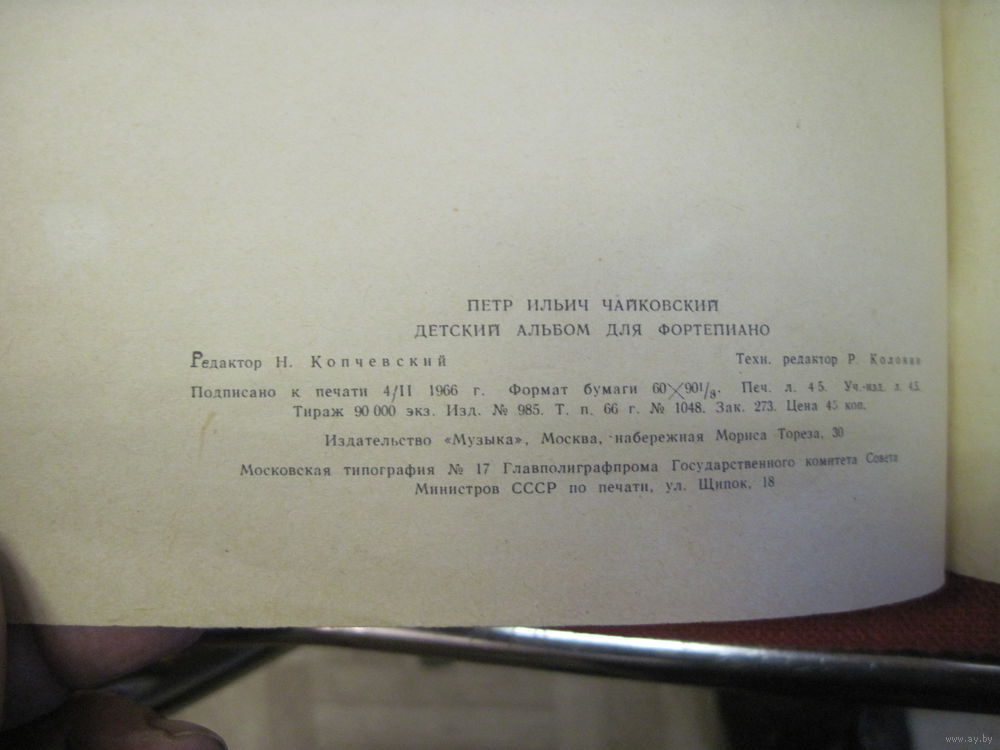 ПЕТР ИЛЬИЧ ЧАЙКОВСКИЙ
ДЕТСКИЙ АЛЬБОМ ДЛЯ ФОРТЕПИАНО
Редактор Н. Копчевский Техн. редактор Р.
Подписано к печати 4/II 1966 г. Формат бумаги 60×901/8. Печ. л. 4 5. Уч.-изд. л. 4.5.
Тираж 90 000 экз. Изд. № 985. Т. п. 66 г. № 1048. Зак. 273. Цена 45 коп.
Издательство «Музыка», Москва, набережная Мориса Тореза, 30
Московская типография № 17 Главполиграфпрома Государственного комитета Совета
Министров СССР по печати, ул. Щипок, 18
www.ay.by